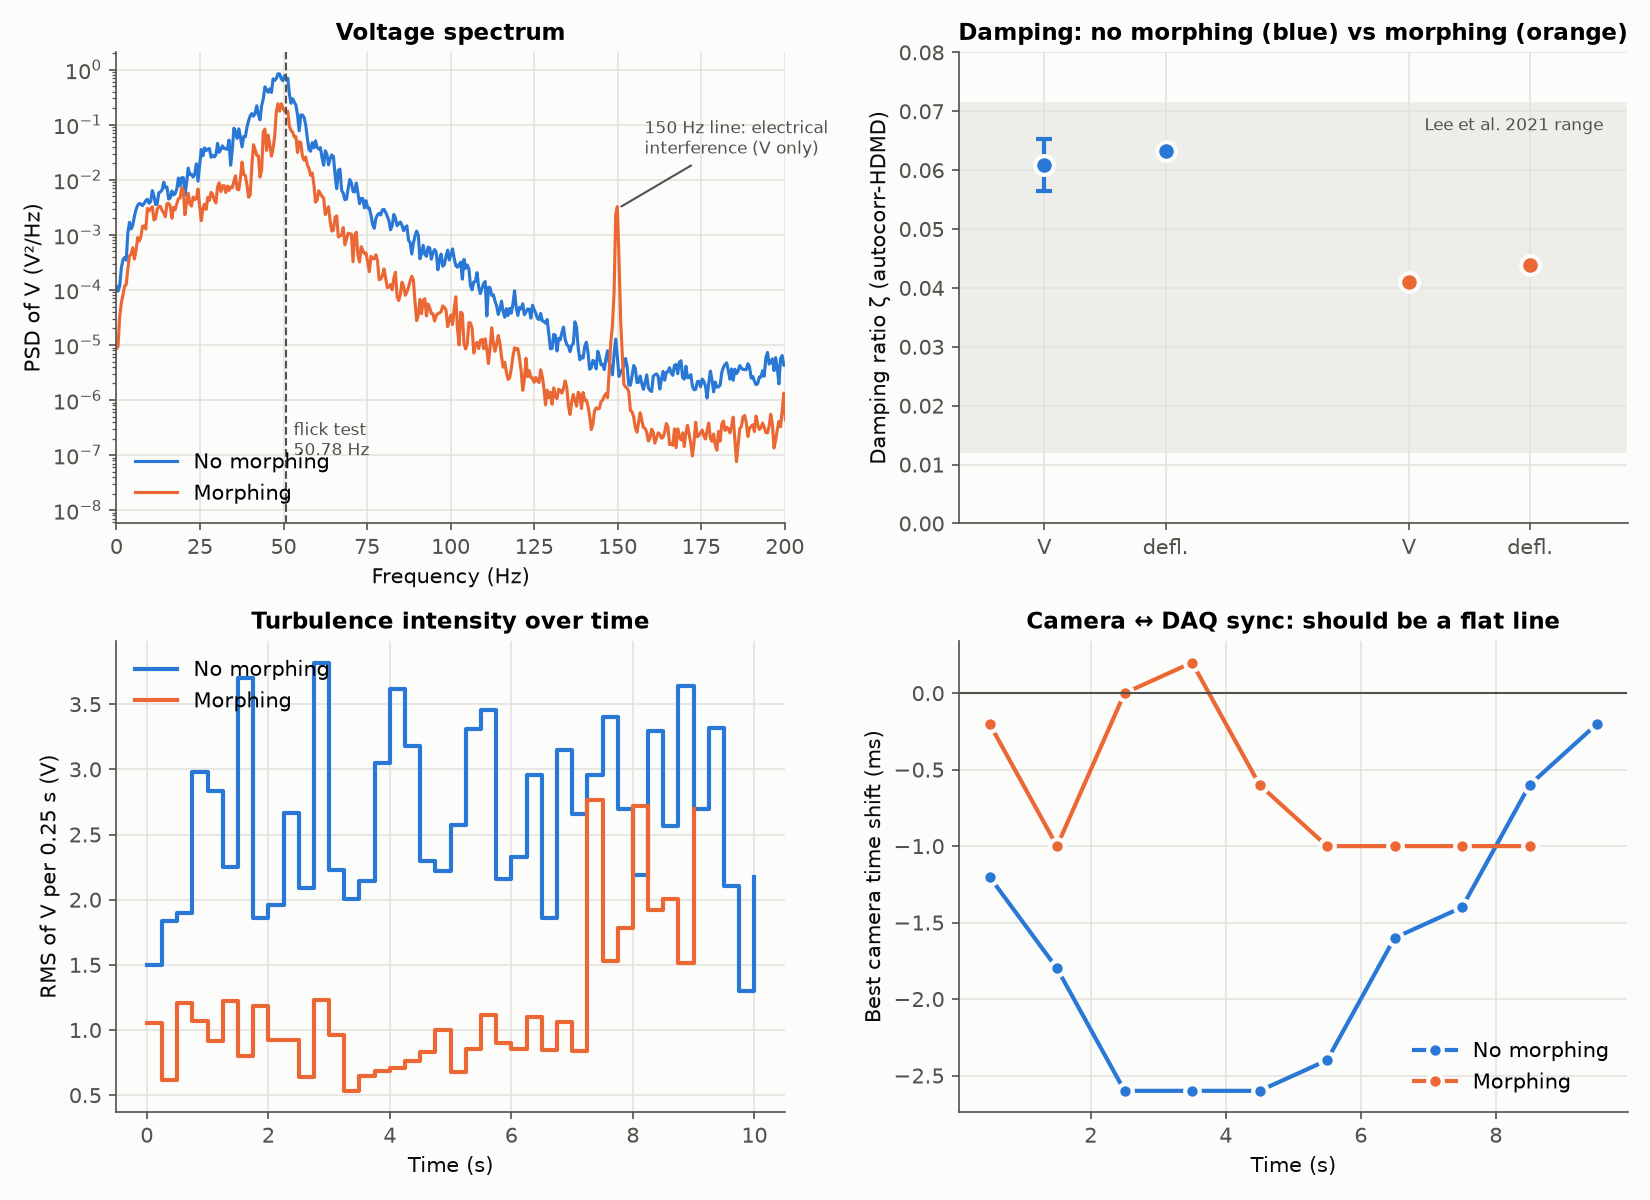 Voltage spectrum
PSD of V (V²/Hz)
10⁰
10⁻¹
10⁻²
10⁻³
10⁻⁴
10⁻⁵
10⁻⁶
10⁻⁷
10⁻⁸
150 Hz line: electrical
interference (V only)
flick test
50.78 Hz
No morphing
Morphing
0 25 50 75 100 125 150 175 200
Frequency (Hz)
Damping: no morphing (blue) vs morphing (orange)
Damping ratio ζ (autocorr-HDMD)
0.08
0.07
0.06
0.05
0.04
0.03
0.02
0.01
0.00
Lee et al. 2021 range
V defl. V defl.
Turbulence intensity over time
RMS of V per 0.25 s (V)
3.5
3.0
2.5
2.0
1.5
1.0
0.5
No morphing
Morphing
0 2 4 6 8 10
Time (s)
Camera ↔ DAQ sync: should be a flat line
Best camera time shift (ms)
0.0
−0.5
−1.0
−1.5
−2.0
−2.5
No morphing
Morphing
2 4 6 8
Time (s)